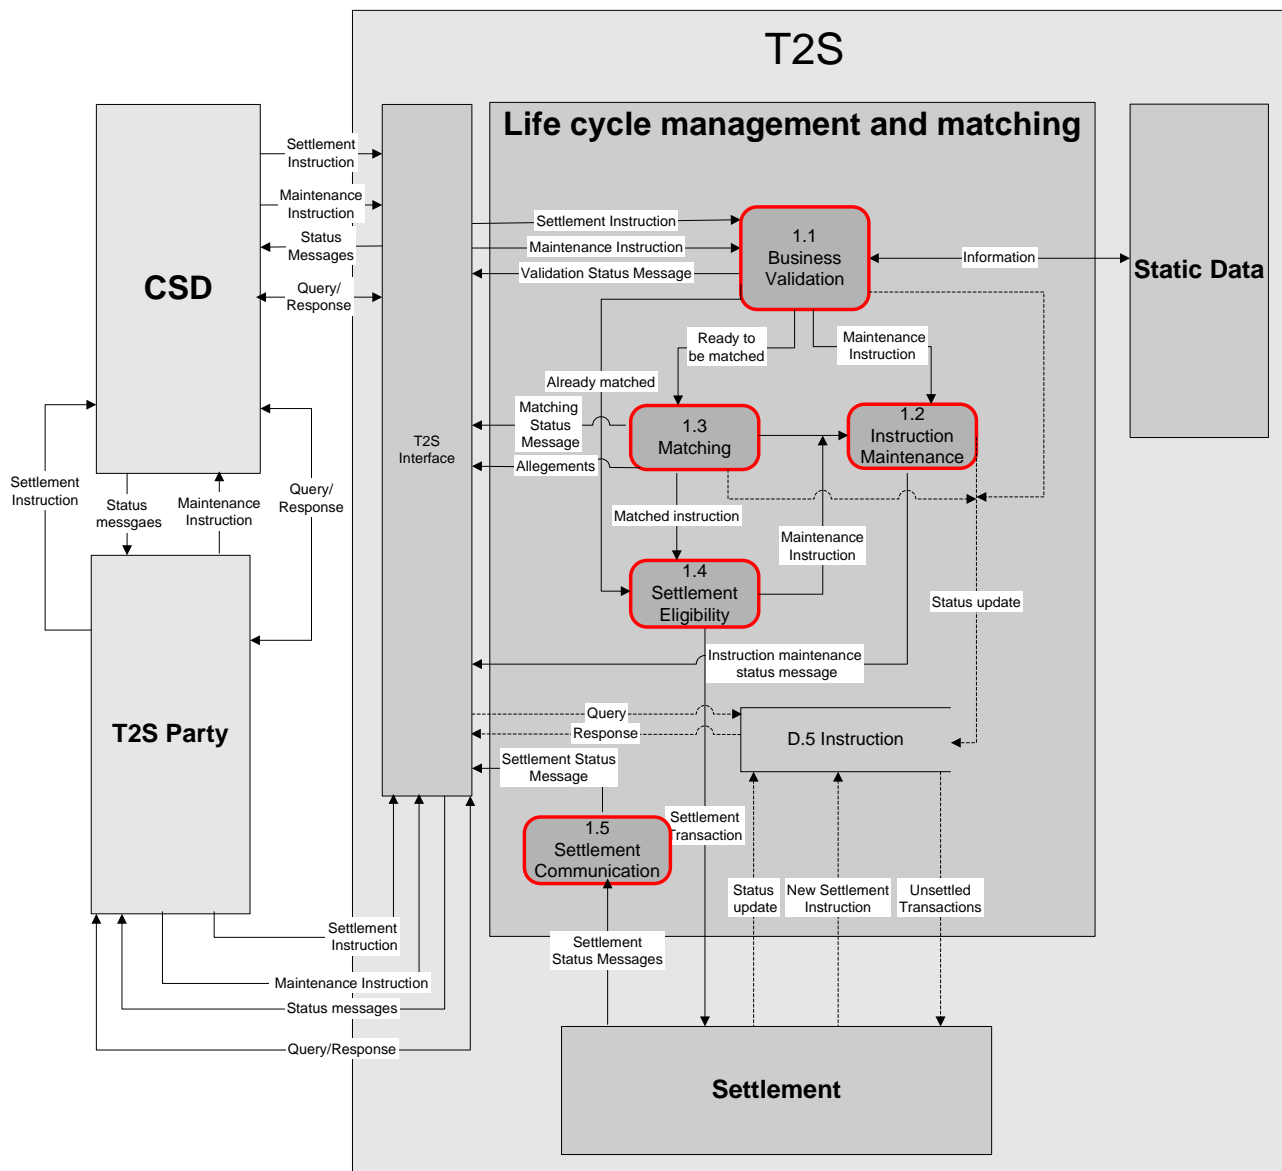 T2S
Life cycle management and matching
CSD
Settlement
Instruction
Maintenance
Instruction
Status
Messages
Query/
Response
T2S
Interface
Settlement Instruction
Maintenance Instruction
Validation Status Message
1.1
Business
Validation
Information
Static Data
Ready to
be matched
Maintenance
Instruction
Already matched
Matching
Status
Message
Allegements
1.3
Matching
1.2
Instruction
Maintenance
Matched instruction
Maintenance
Instruction
1.4
Settlement
Eligibility
Status update
Instruction maintenance
status message
Settlement
Instruction
Status
messgaes
Maintenance
Instruction
Query/
Response
T2S Party
Query
Response
D.5 Instruction
Settlement Status
Message
1.5
Settlement
Communication
Settlement
Transaction
Status
update
New Settlement
Instruction
Unsettled
Transactions
Settlement
Status Messages
Settlement
Instruction
Maintenance Instruction
Status messages
Query/Response
Settlement